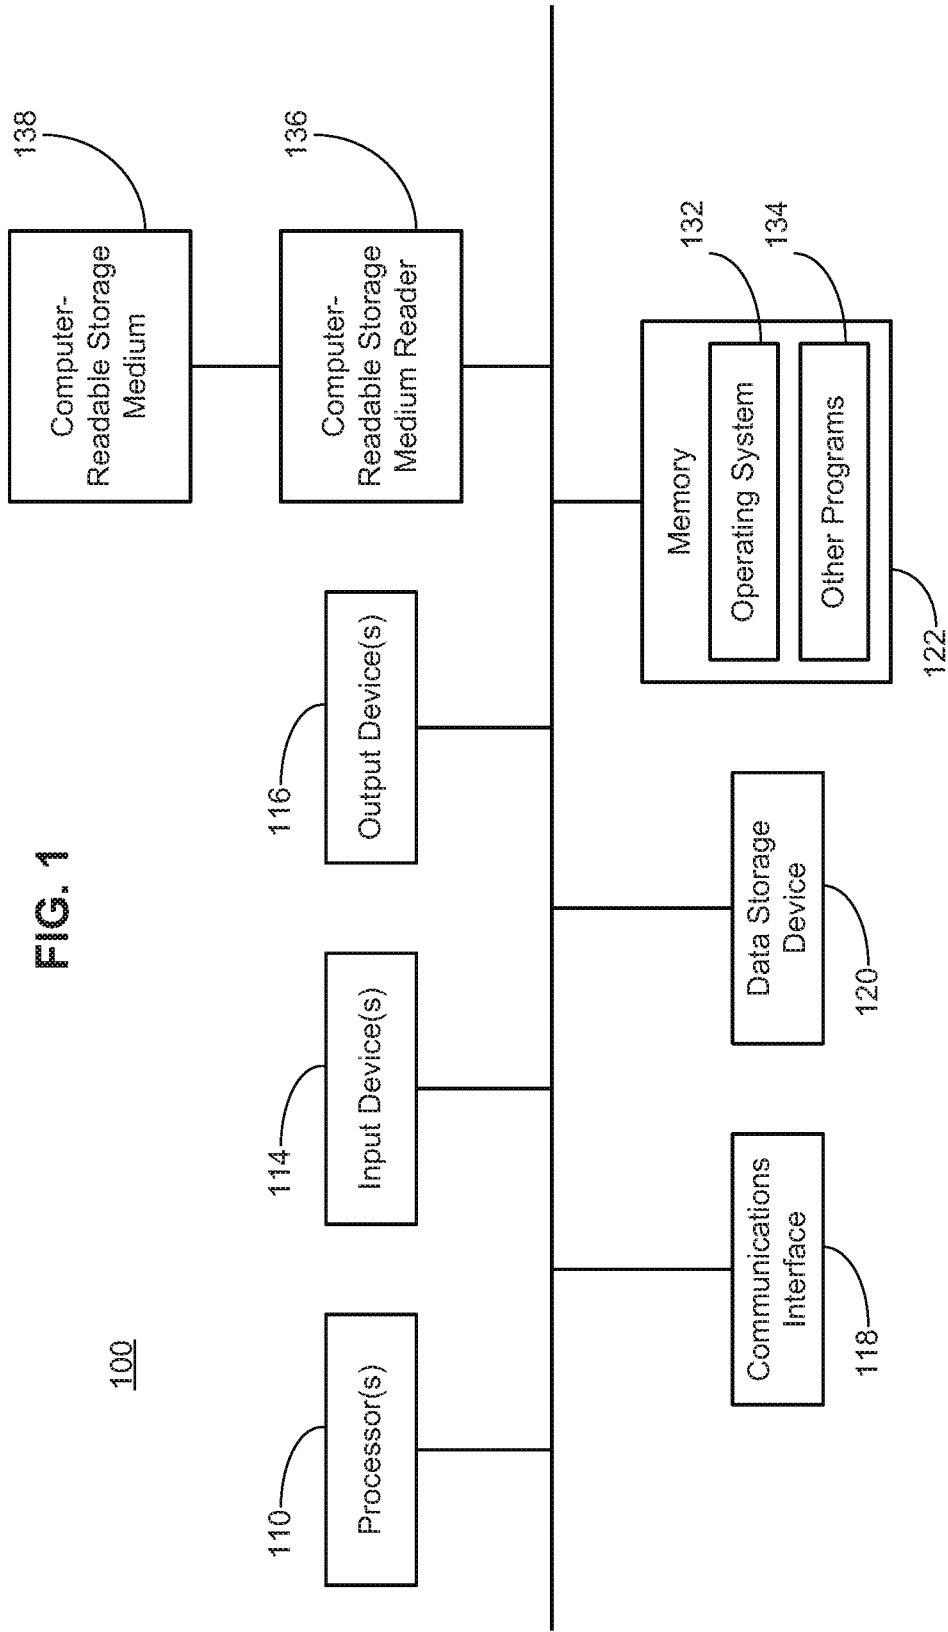 FIG. 1
100
110
Processor(s)
114
Input Device(s)
116
Output Device(s)
138
Computer-
Readable Storage
Medium
136
Computer-
Readable Storage
Medium Reader
118
Communications
Interface
120
Data Storage
Device
122
Memory
132
Operating System
134
Other Programs